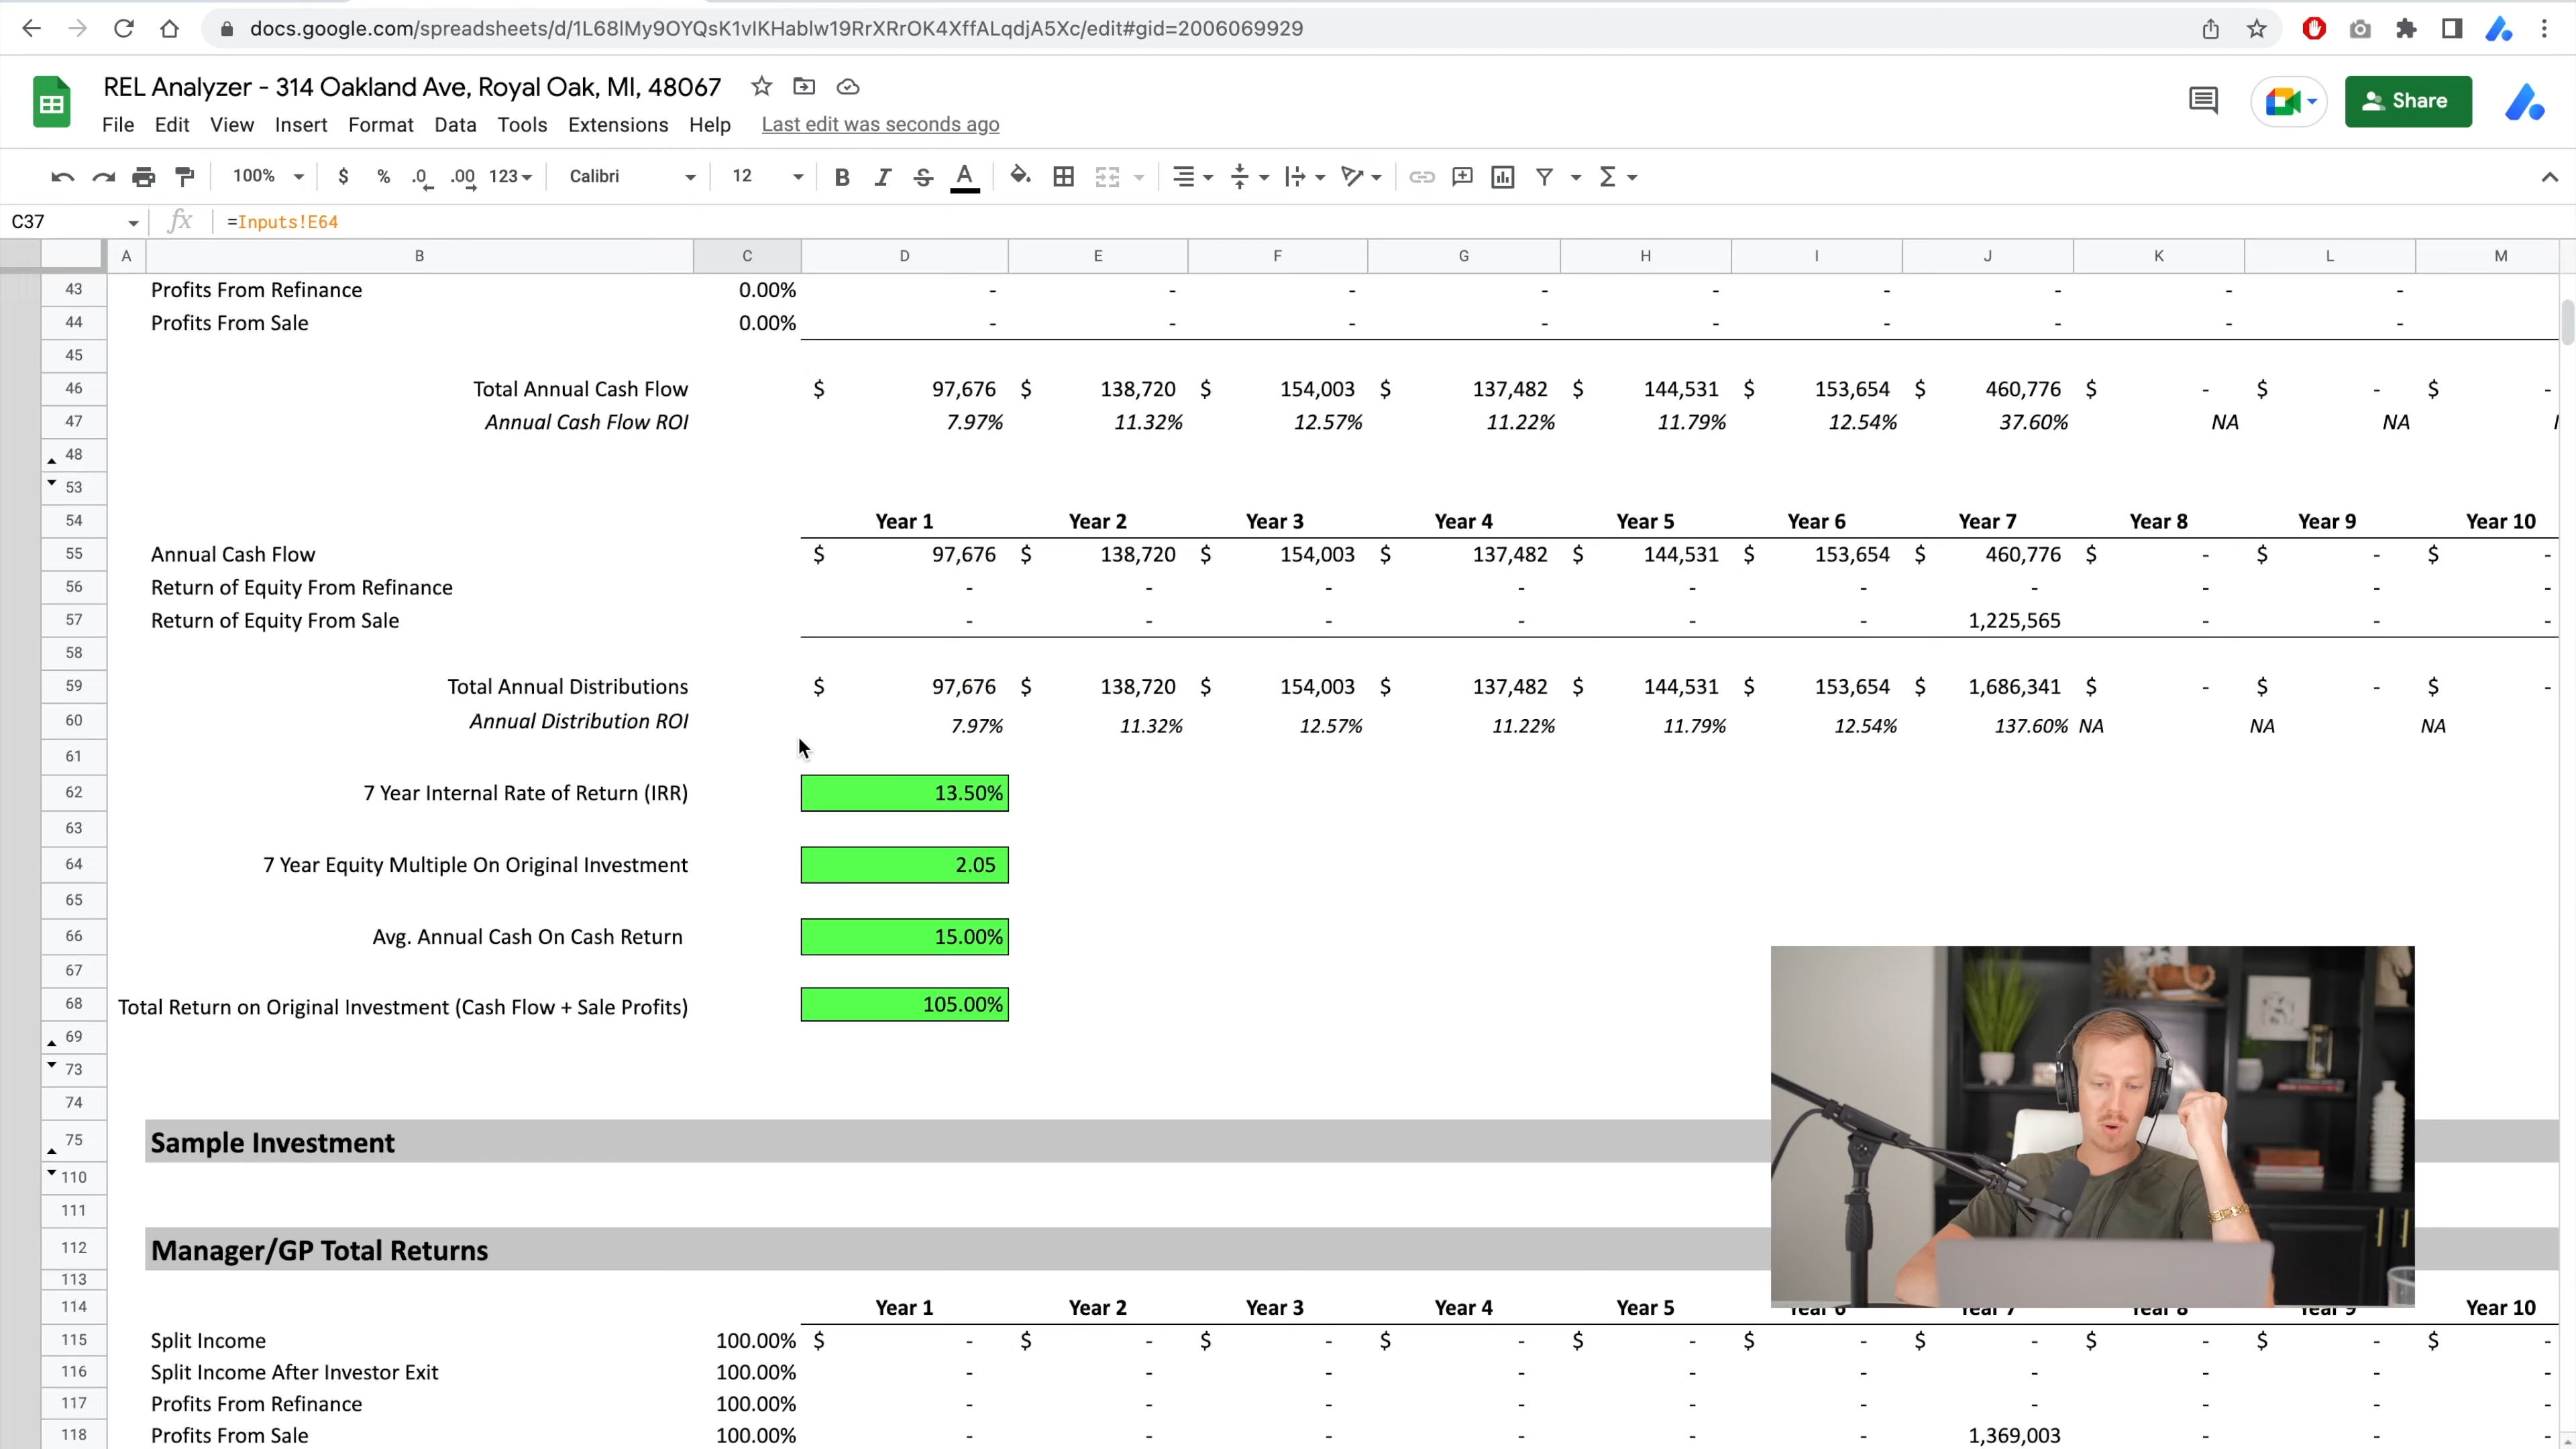 docs.google.com/spreadsheets/d/1L68lMy9OYQsK1vIKHablw19RrXRrOK4XffALqdjA5Xc/edit#gid=2006069929
REL Analyzer - 314 Oakland Ave, Royal Oak, MI, 48067
File Edit View Insert Format Data Tools Extensions Help Last edit was seconds ago
Share
100% $ % .0 .00 123 Calibri 12 B I S A
C37 fx =Inputs!E64
A B C D E F G H I J K L M
43 Profits From Refinance 0.00% - - - - - - - - -
44 Profits From Sale 0.00% - - - - - - - - -
45
46 Total Annual Cash Flow $ 97,676 $ 138,720 $ 154,003 $ 137,482 $ 144,531 $ 153,654 $ 460,776 $ - $ - $ -
47 Annual Cash Flow ROI 7.97% 11.32% 12.57% 11.22% 11.79% 12.54% 37.60% NA NA
48
53
54 Year 1 Year 2 Year 3 Year 4 Year 5 Year 6 Year 7 Year 8 Year 9 Year 10
55 Annual Cash Flow $ 97,676 $ 138,720 $ 154,003 $ 137,482 $ 144,531 $ 153,654 $ 460,776 $ - $ - $ -
56 Return of Equity From Refinance - - - - - - - - - -
57 Return of Equity From Sale - - - - - - 1,225,565 - - -
58
59 Total Annual Distributions $ 97,676 $ 138,720 $ 154,003 $ 137,482 $ 144,531 $ 153,654 $ 1,686,341 $ - $ - $ -
60 Annual Distribution ROI 7.97% 11.32% 12.57% 11.22% 11.79% 12.54% 137.60% NA NA NA
61
62 7 Year Internal Rate of Return (IRR) 13.50%
63
64 7 Year Equity Multiple On Original Investment 2.05
65
66 Avg. Annual Cash On Cash Return 15.00%
67
68 Total Return on Original Investment (Cash Flow + Sale Profits) 105.00%
69
73
74
75 Sample Investment
110
111
112 Manager/GP Total Returns
113
114 Year 1 Year 2 Year 3 Year 4 Year 5 Year 6 Year 7 Year 8 Year 9 Year 10
115 Split Income 100.00% $ - $ - $ - $ - $ - $ - $ - $ - $ - $ -
116 Split Income After Investor Exit 100.00% - - - - - - - - - -
117 Profits From Refinance 100.00% - - - - - - - - - -
118 Profits From Sale 100.00% - - - - - - 1,369,003 - - -